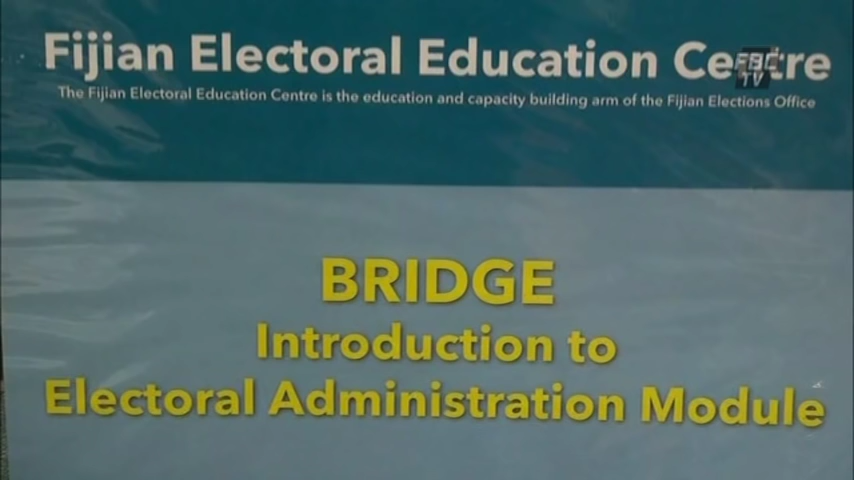 Fijian Electoral Education Centre
FBC
TV
The Fijian Electoral Education Centre is the education and capacity building arm of the Fijian Elections Office
BRIDGE
Introduction to
Electoral Administration Module